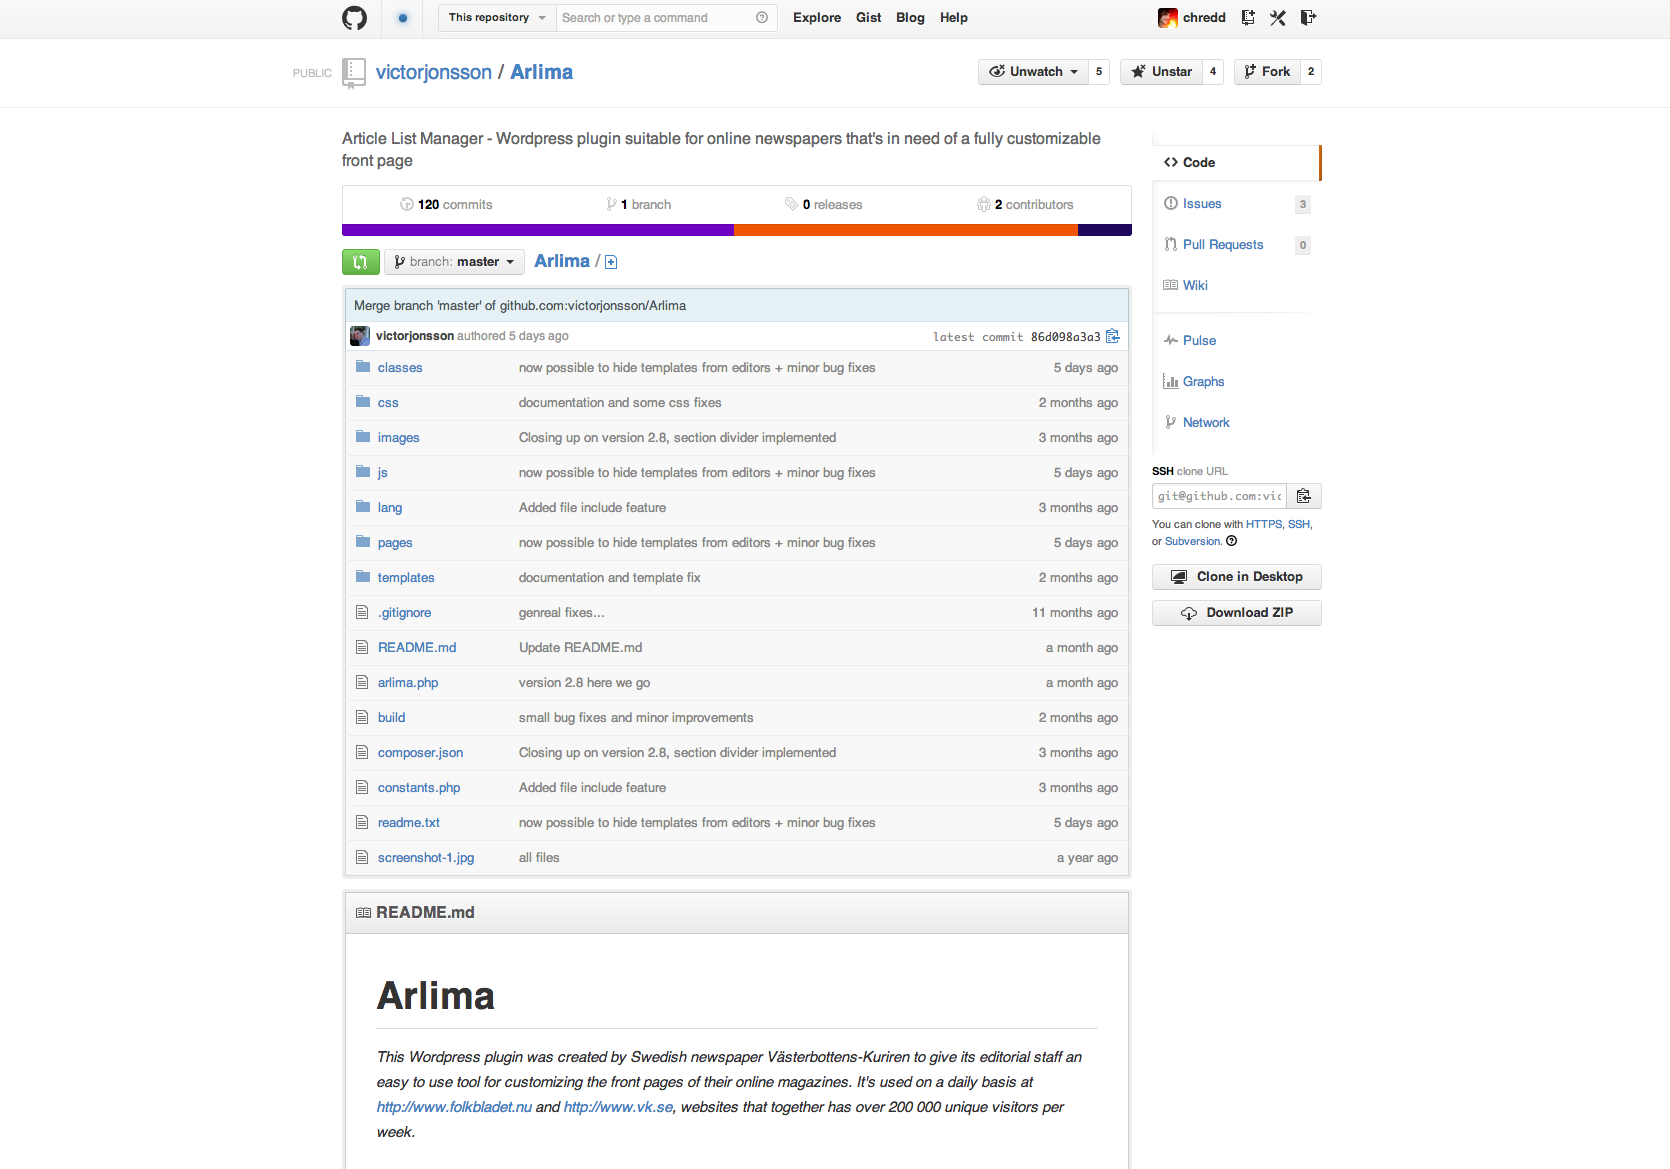 This repository Search or type a command Explore Gist Blog Help chredd
PUBLIC victorjonsson / Arlima Unwatch 5 Unstar 4 Fork 2
Article List Manager - Wordpress plugin suitable for online newspapers that's in need of a fully customizable
front page
120 commits 1 branch 0 releases 2 contributors
branch: master Arlima /
Merge branch 'master' of github.com:victorjonsson/Arlima
victorjonsson authored 5 days ago latest commit 86d098a3a3
classes now possible to hide templates from editors + minor bug fixes 5 days ago
css documentation and some css fixes 2 months ago
images Closing up on version 2.8, section divider implemented 3 months ago
js now possible to hide templates from editors + minor bug fixes 5 days ago
lang Added file include feature 3 months ago
pages now possible to hide templates from editors + minor bug fixes 5 days ago
templates documentation and template fix 2 months ago
.gitignore genreal fixes... 11 months ago
README.md Update README.md a month ago
arlima.php version 2.8 here we go a month ago
build small bug fixes and minor improvements 2 months ago
composer.json Closing up on version 2.8, section divider implemented 3 months ago
constants.php Added file include feature 3 months ago
readme.txt now possible to hide templates from editors + minor bug fixes 5 days ago
screenshot-1.jpg all files a year ago
README.md
Arlima
This Wordpress plugin was created by Swedish newspaper Västerbottens-Kuriren to give its editorial staff an
easy to use tool for customizing the front pages of their online magazines. It's used on a daily basis at
http://www.folkbladet.nu and http://www.vk.se, websites that together has over 200 000 unique visitors per
week.
Code
Issues 3
Pull Requests 0
Wiki
Pulse
Graphs
Network
SSH clone URL
git@github.com:vic
You can clone with HTTPS, SSH,
or Subversion.
Clone in Desktop
Download ZIP